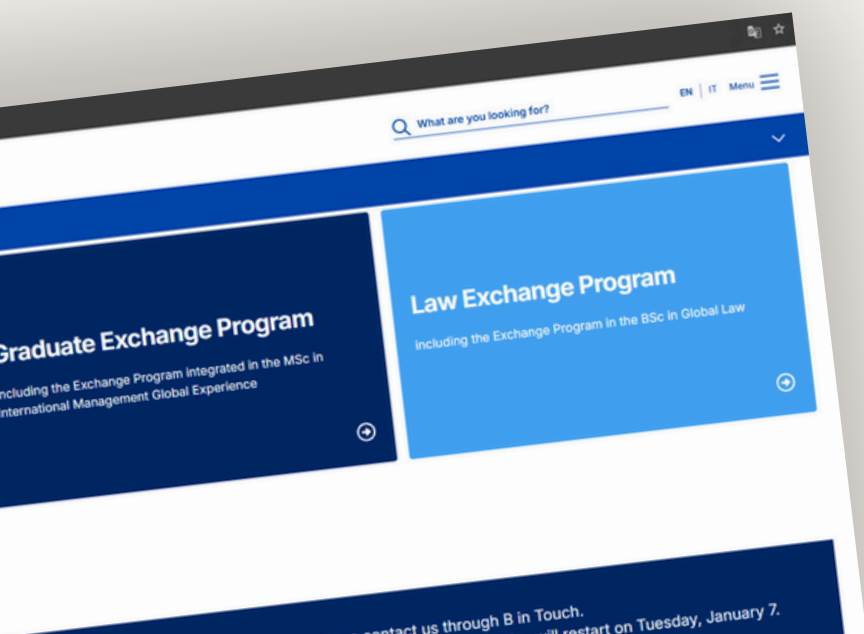 What are you looking for?
EN IT Menu
Graduate Exchange Program
including the Exchange Program integrated in the MSc in
International Management Global Experience
Law Exchange Program
including the Exchange Program in the BSc in Global Law
contact us through B in Touch.
will restart on Tuesday, January 7.